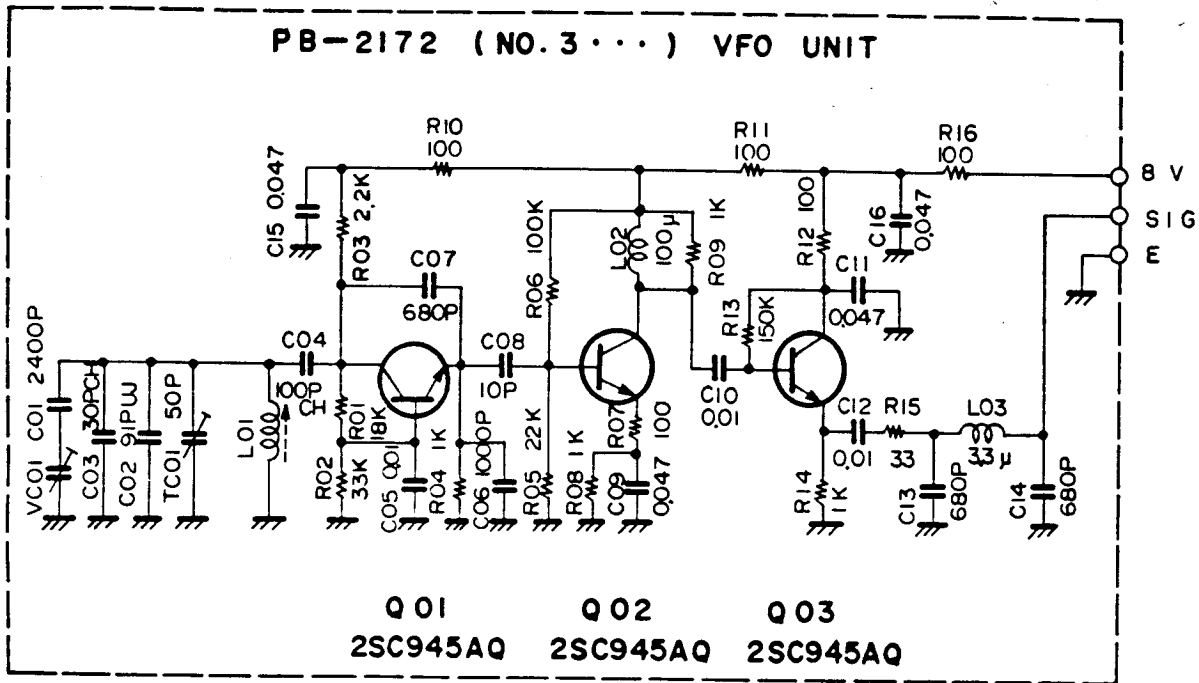 PB-2172 (NO. 3 · · · ) VFO UNIT
R10
100
R11
100
R16
100
8 V
SIG
E
C15 0.047
R03 2.2K
C07
680P
R06 100K
L02
100μ
R09 1K
R12 100
C16
0.047
C11
0.047
R13
150K
C01 2400P
VC01
C03 30PCH
C02 91PW
TC01 50P
L01
C04
100P
CH
R01
18K
R02
33K
C05 0.01
R04 1K
C06 1000P
C08
10P
R05 22K
R08 1K
R07
100
C09
0.047
C10
0.01
C12
0.01
R15
33
R14
1K
L03
3.3μ
C13
680P
C14
680P
Q01
2SC945AQ
Q02
2SC945AQ
Q03
2SC945AQ